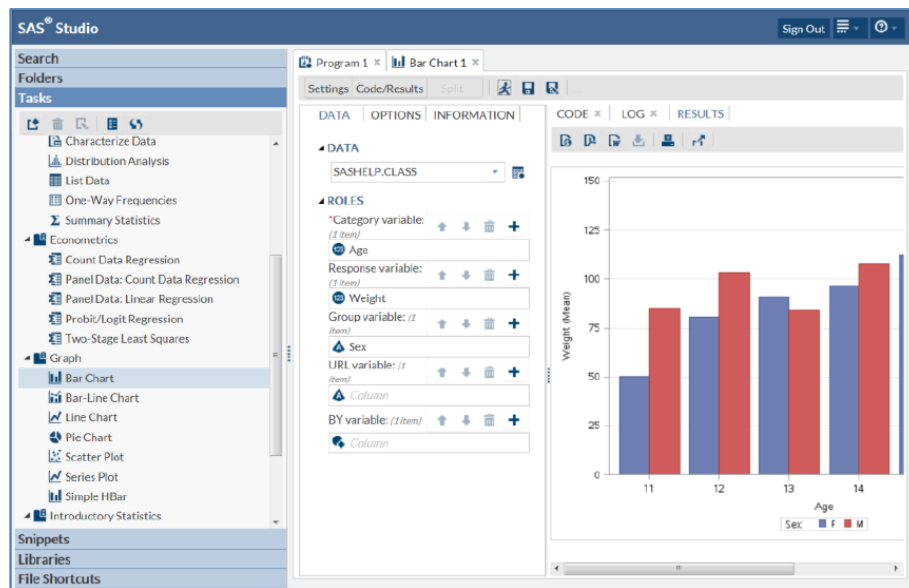 SAS® Studio
Sign Out
Search
Folders
Tasks
Characterize Data
Distribution Analysis
List Data
One-Way Frequencies
Σ Summary Statistics
Econometrics
Count Data Regression
Panel Data: Count Data Regression
Panel Data: Linear Regression
Probit/Logit Regression
Two-Stage Least Squares
Graph
Bar Chart
Bar-Line Chart
Line Chart
Pie Chart
Scatter Plot
Series Plot
Simple HBar
Introductory Statistics
Snippets
Libraries
File Shortcuts
Program 1 × Bar Chart 1 ×
Settings Code/Results Split
DATA OPTIONS INFORMATION
DATA
SASHELP.CLASS
ROLES
*Category variable:
(1 item)
123 Age
Response variable:
(1 item)
123 Weight
Group variable: (1
item)
A Sex
URL variable: (1
item)
A Column
BY variable: (1 item)
Column
CODE × LOG × RESULTS
150
125
100
75
50
25
0
Weight (Mean)
11 12 13 14
Age
Sex: F M